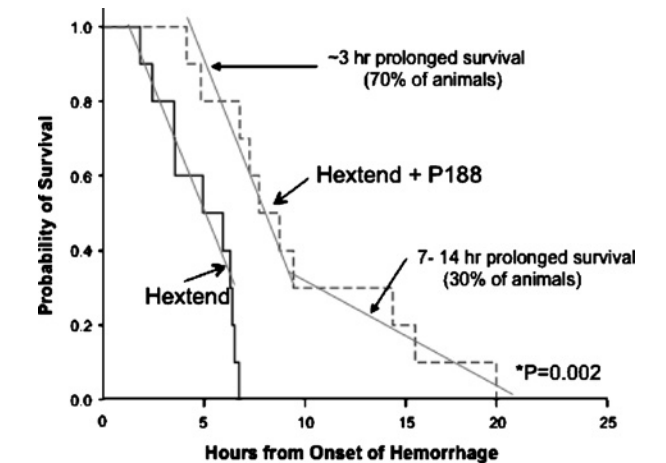 1.0
0.8
0.6
0.4
0.2
0.0
Probability of Survival
~3 hr prolonged survival
(70% of animals)
Hextend + P188
7- 14 hr prolonged survival
(30% of animals)
Hextend
*P=0.002
0 5 10 15 20 25
Hours from Onset of Hemorrhage